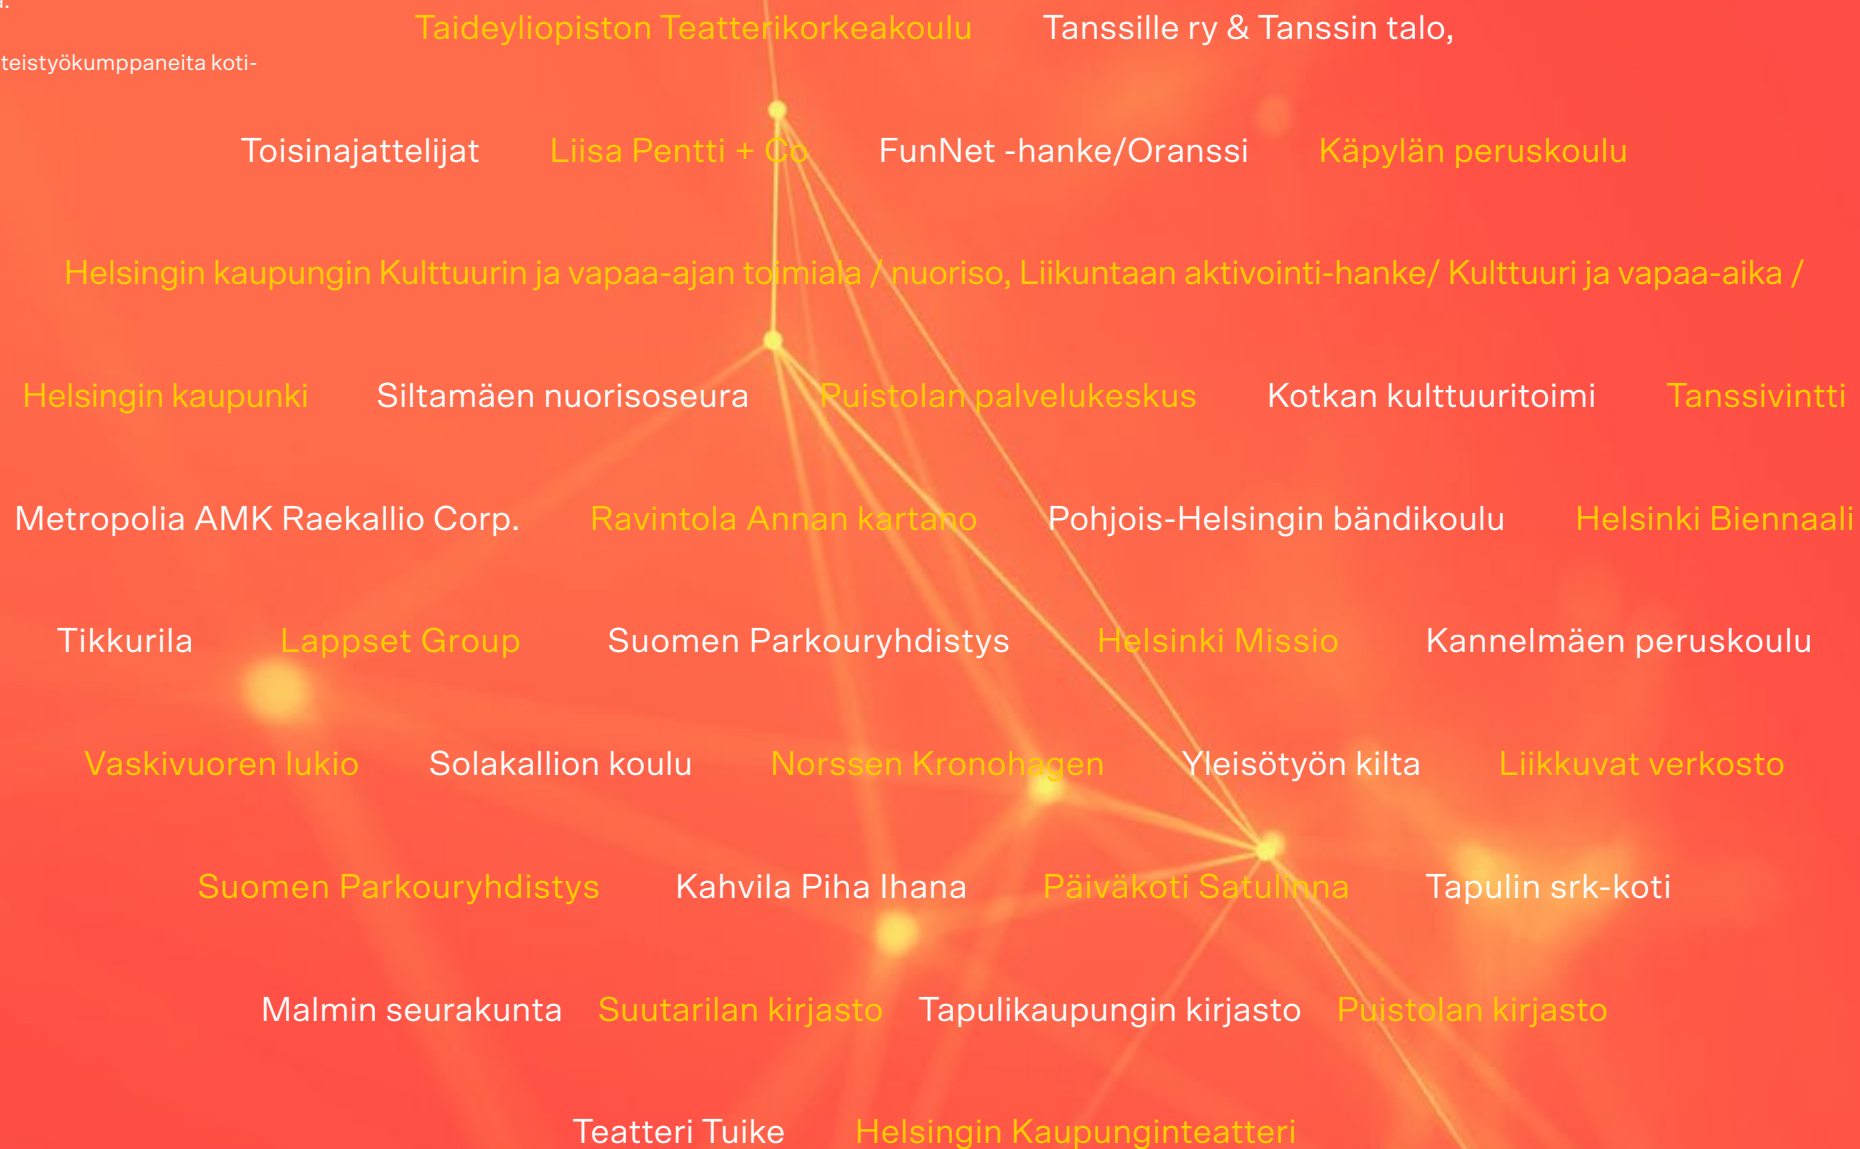 Taideyliopiston Teatterikorkeakoulu Tanssille ry & Tanssin talo,
teistyökumppaneita koti-
Toisinajattelijat Liisa Pentti + Co FunNet -hanke/Oranssi Käpylän peruskoulu
Helsingin kaupungin Kulttuurin ja vapaa-ajan toimiala / nuoriso, Liikuntaan aktivointi-hanke/ Kulttuuri ja vapaa-aika /
Helsingin kaupunki Siltamäen nuorisoseura Puistolan palvelukeskus Kotkan kulttuuritoimi Tanssivintti
Metropolia AMK Raekallio Corp. Ravintola Annan kartano Pohjois-Helsingin bändikoulu Helsinki Biennaali
Tikkurila Lappset Group Suomen Parkouryhdistys Helsinki Missio Kannelmäen peruskoulu
Vaskivuoren lukio Solakallion koulu Norssen Kronohagen Yleisötyön kilta Liikkuvat verkosto
Suomen Parkouryhdistys Kahvila Piha Ihana Päiväkoti Satulinna Tapulin srk-koti
Malmin seurakunta Suutarilan kirjasto Tapulikaupungin kirjasto Puistolan kirjasto
Teatteri Tuike Helsingin Kaupunginteatteri